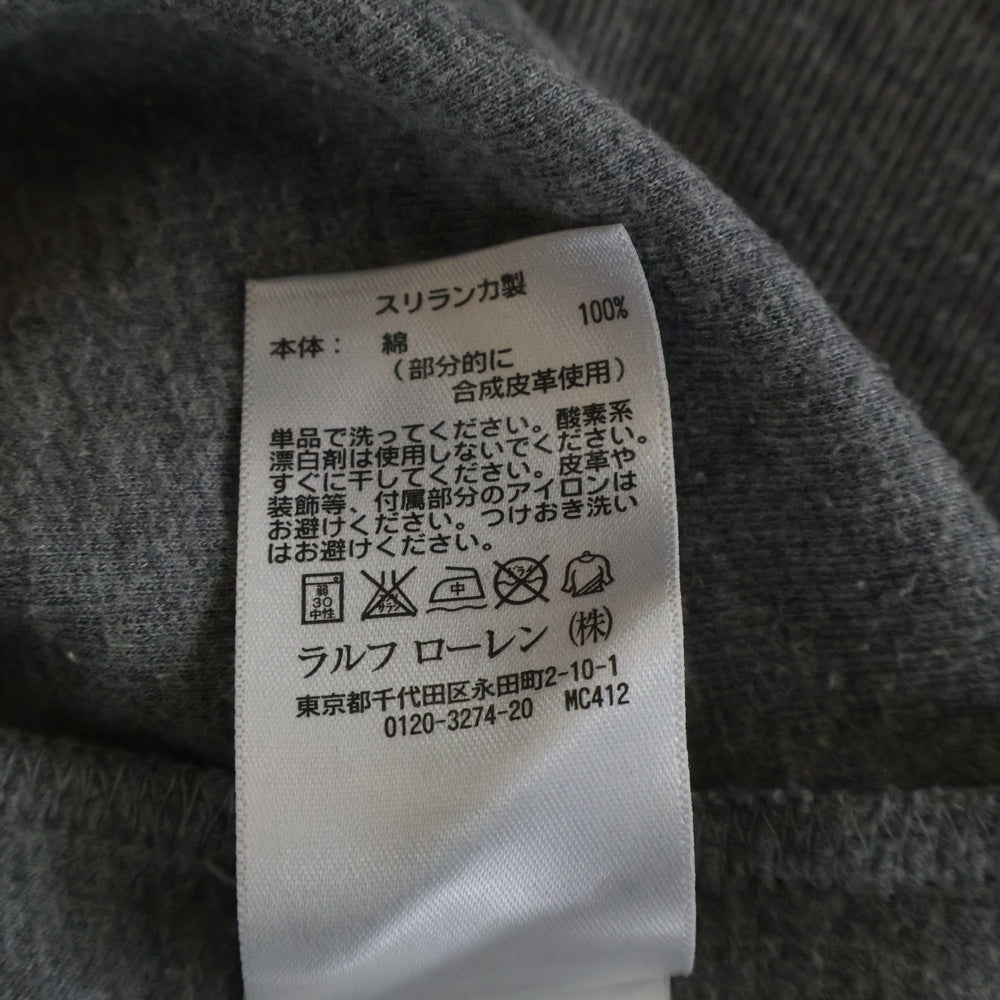 スリランカ製
本体： 綿 100%
（部分的に
合成皮革使用）
単品で洗ってください。酸素系
漂白剤は使用しないでください。
すぐに干してください。皮革や
装飾等、付属部分のアイロンは
お避けください。つけおき洗い
はお避けください。
弱
30
中性
中
ラルフ ローレン（株）
東京都千代田区永田町2-10-1
0120-3274-20 MC412